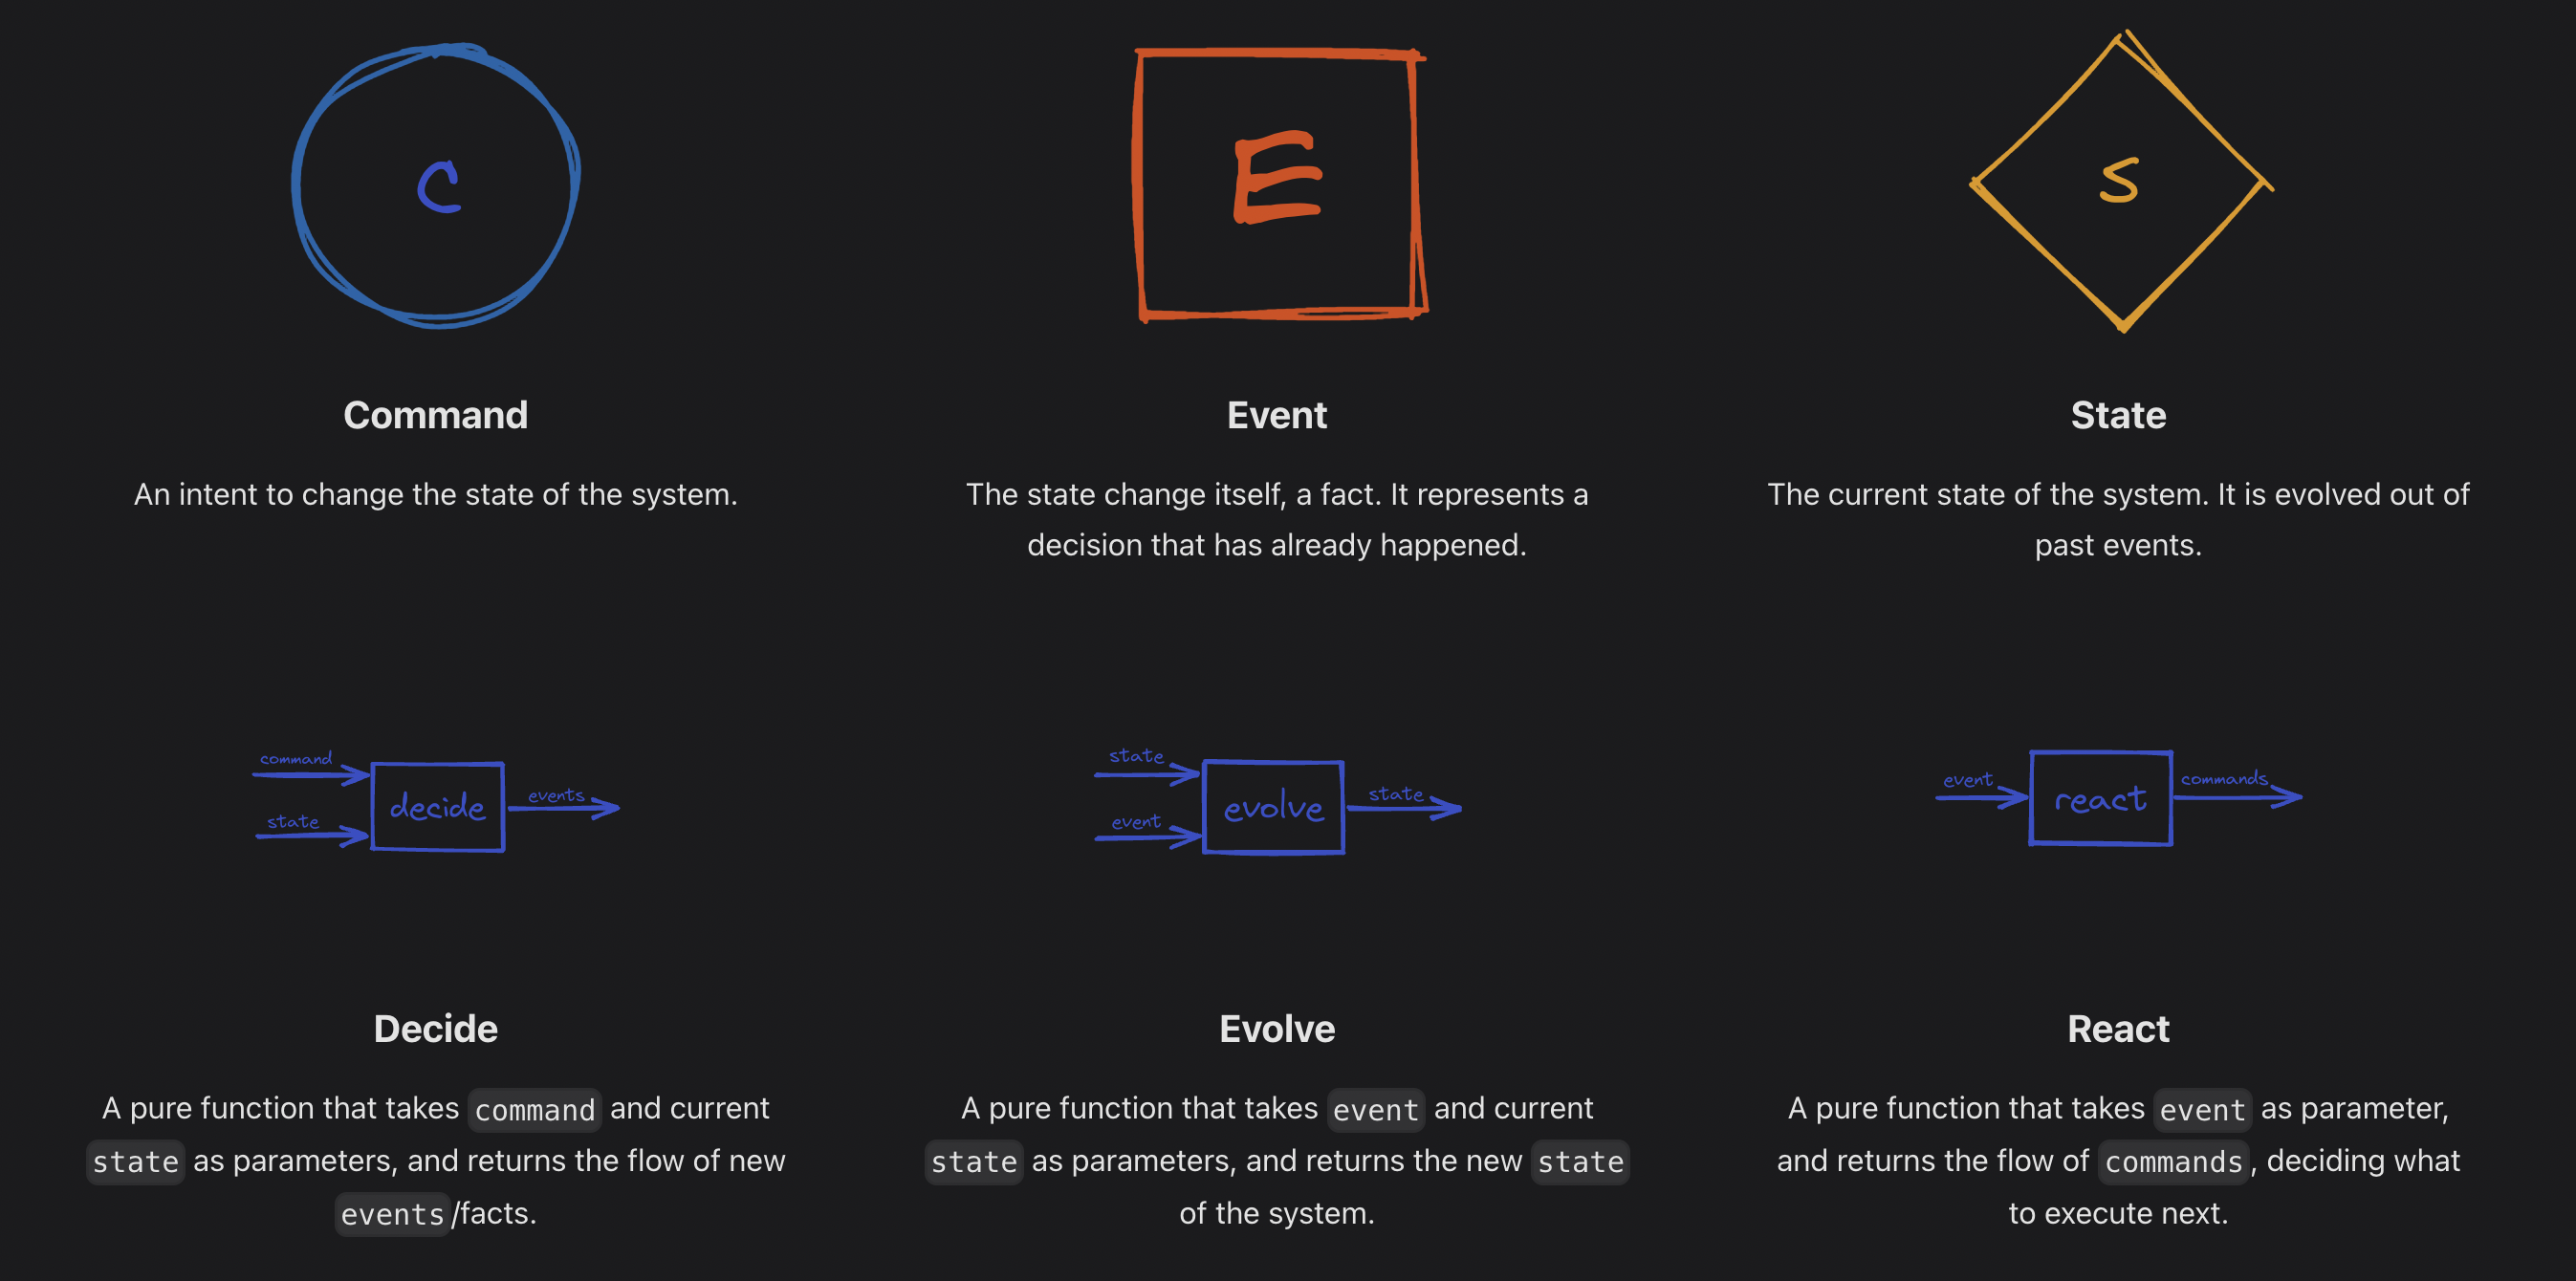 C
E
S
Command
Event
State
An intent to change the state of the system.
The state change itself, a fact. It represents a
decision that has already happened.
The current state of the system. It is evolved out of
past events.
command
state
decide
events
state
event
evolve
state
event
react
commands
Decide
Evolve
React
A pure function that takes command and current
state as parameters, and returns the flow of new
events/facts.
A pure function that takes event and current
state as parameters, and returns the new state
of the system.
A pure function that takes event as parameter,
and returns the flow of commands, deciding what
to execute next.